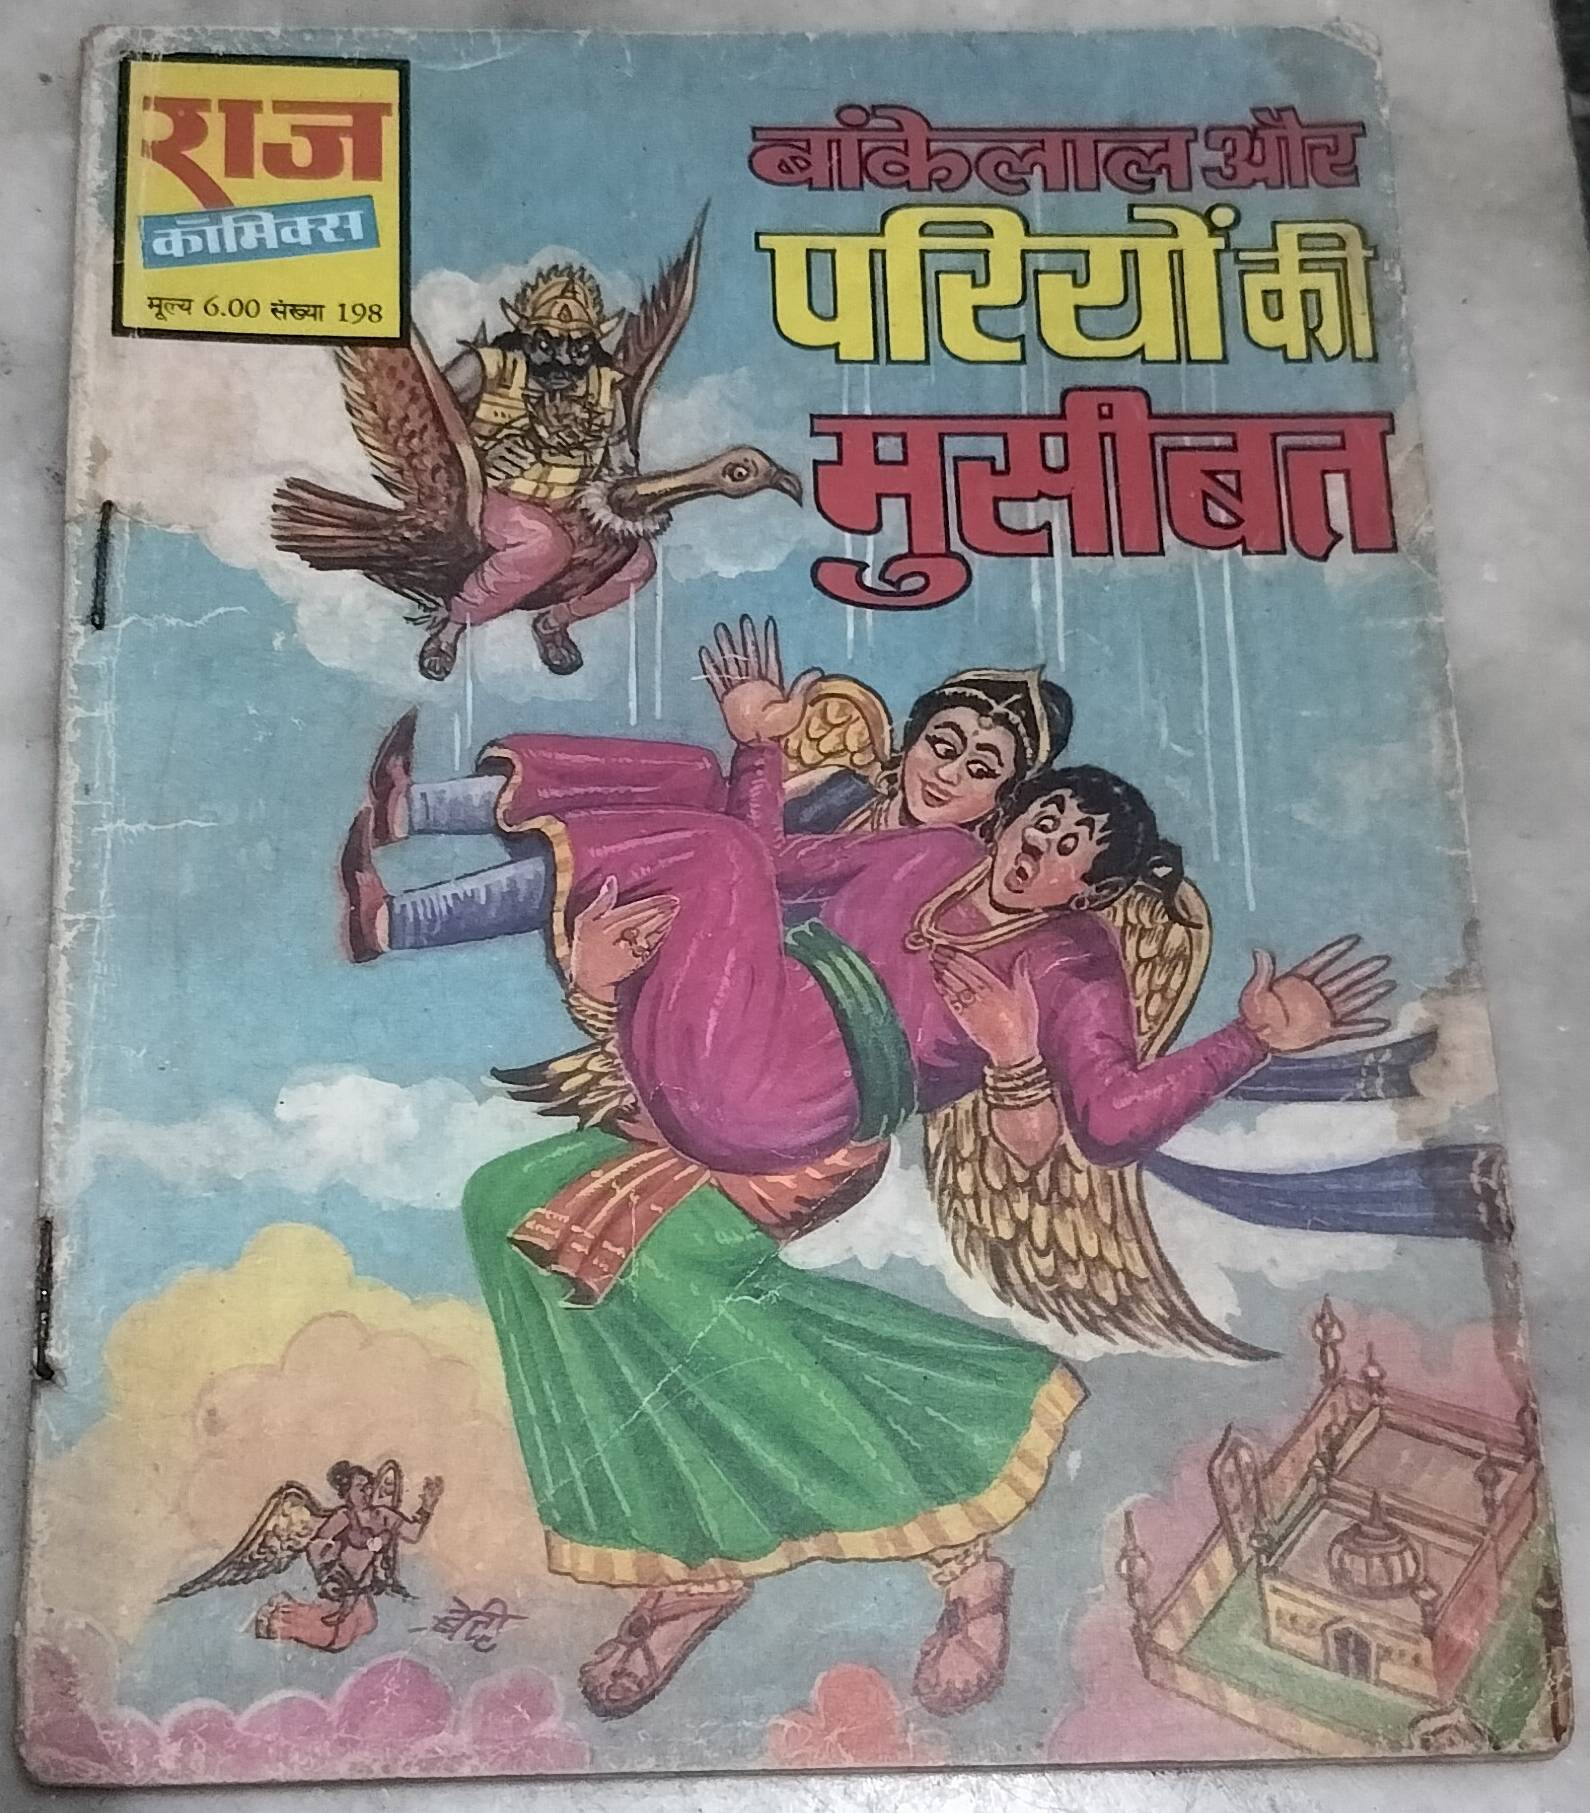 राज
कॉमिक्स
मूल्य 6.00 संख्या 198
बांकेलाल और
परियों की
मुसीबत
बेदी